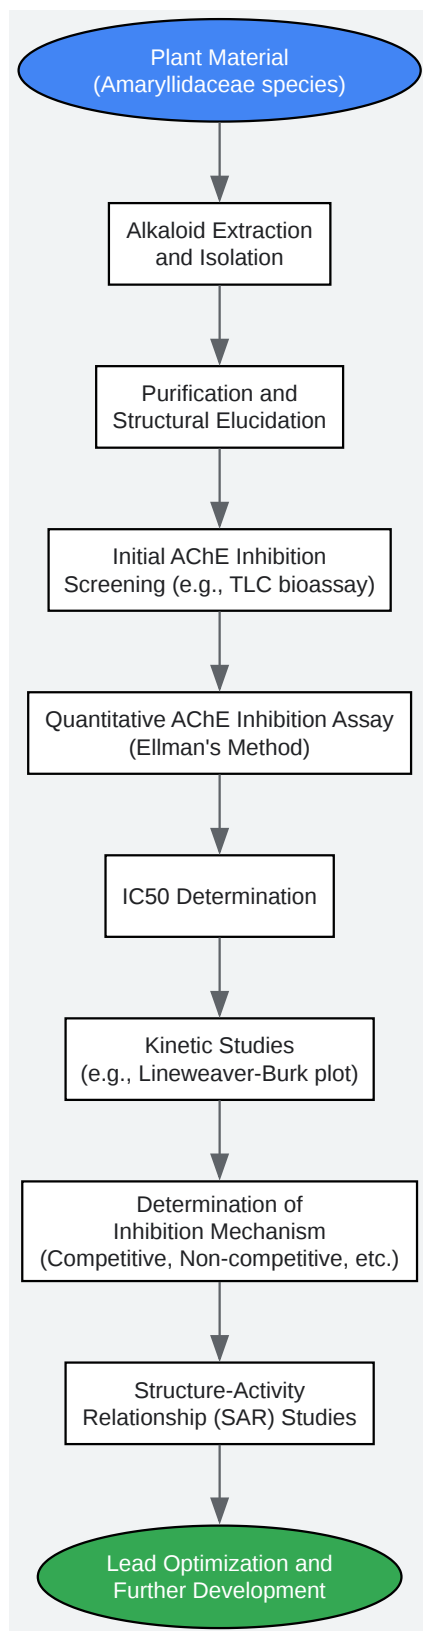 Plant Material
(Amaryllidaceae species)
Alkaloid Extraction
and Isolation
Purification and
Structural Elucidation
Initial AChE Inhibition
Screening (e.g., TLC bioassay)
Quantitative AChE Inhibition Assay
(Ellman's Method)
IC50 Determination
Kinetic Studies
(e.g., Lineweaver-Burk plot)
Determination of
Inhibition Mechanism
(Competitive, Non-competitive, etc.)
Structure-Activity
Relationship (SAR) Studies
Lead Optimization and
Further Development